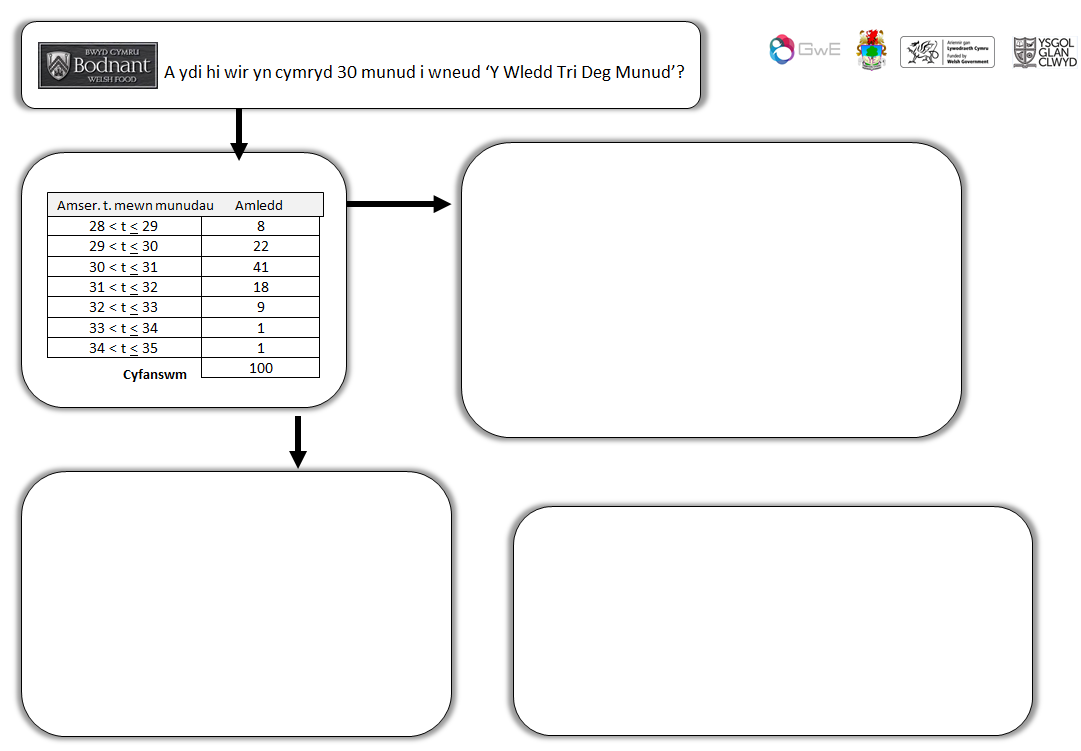 BWYD CYMRU
Bodnant
WELSH FOOD
A ydi hi wir yn cymryd 30 munud i wneud ‘Y Wledd Tri Deg Munud’?
GwE
Ariennir gan
Lywodraeth Cymru
Funded by
Welsh Government
YSGOL
GLAN
CLWYD
Amser. t. mewn munudau Amledd
28 < t ≤ 29 8
29 < t ≤ 30 22
30 < t ≤ 31 41
31 < t ≤ 32 18
32 < t ≤ 33 9
33 < t ≤ 34 1
34 < t ≤ 35 1
Cyfanswm 100